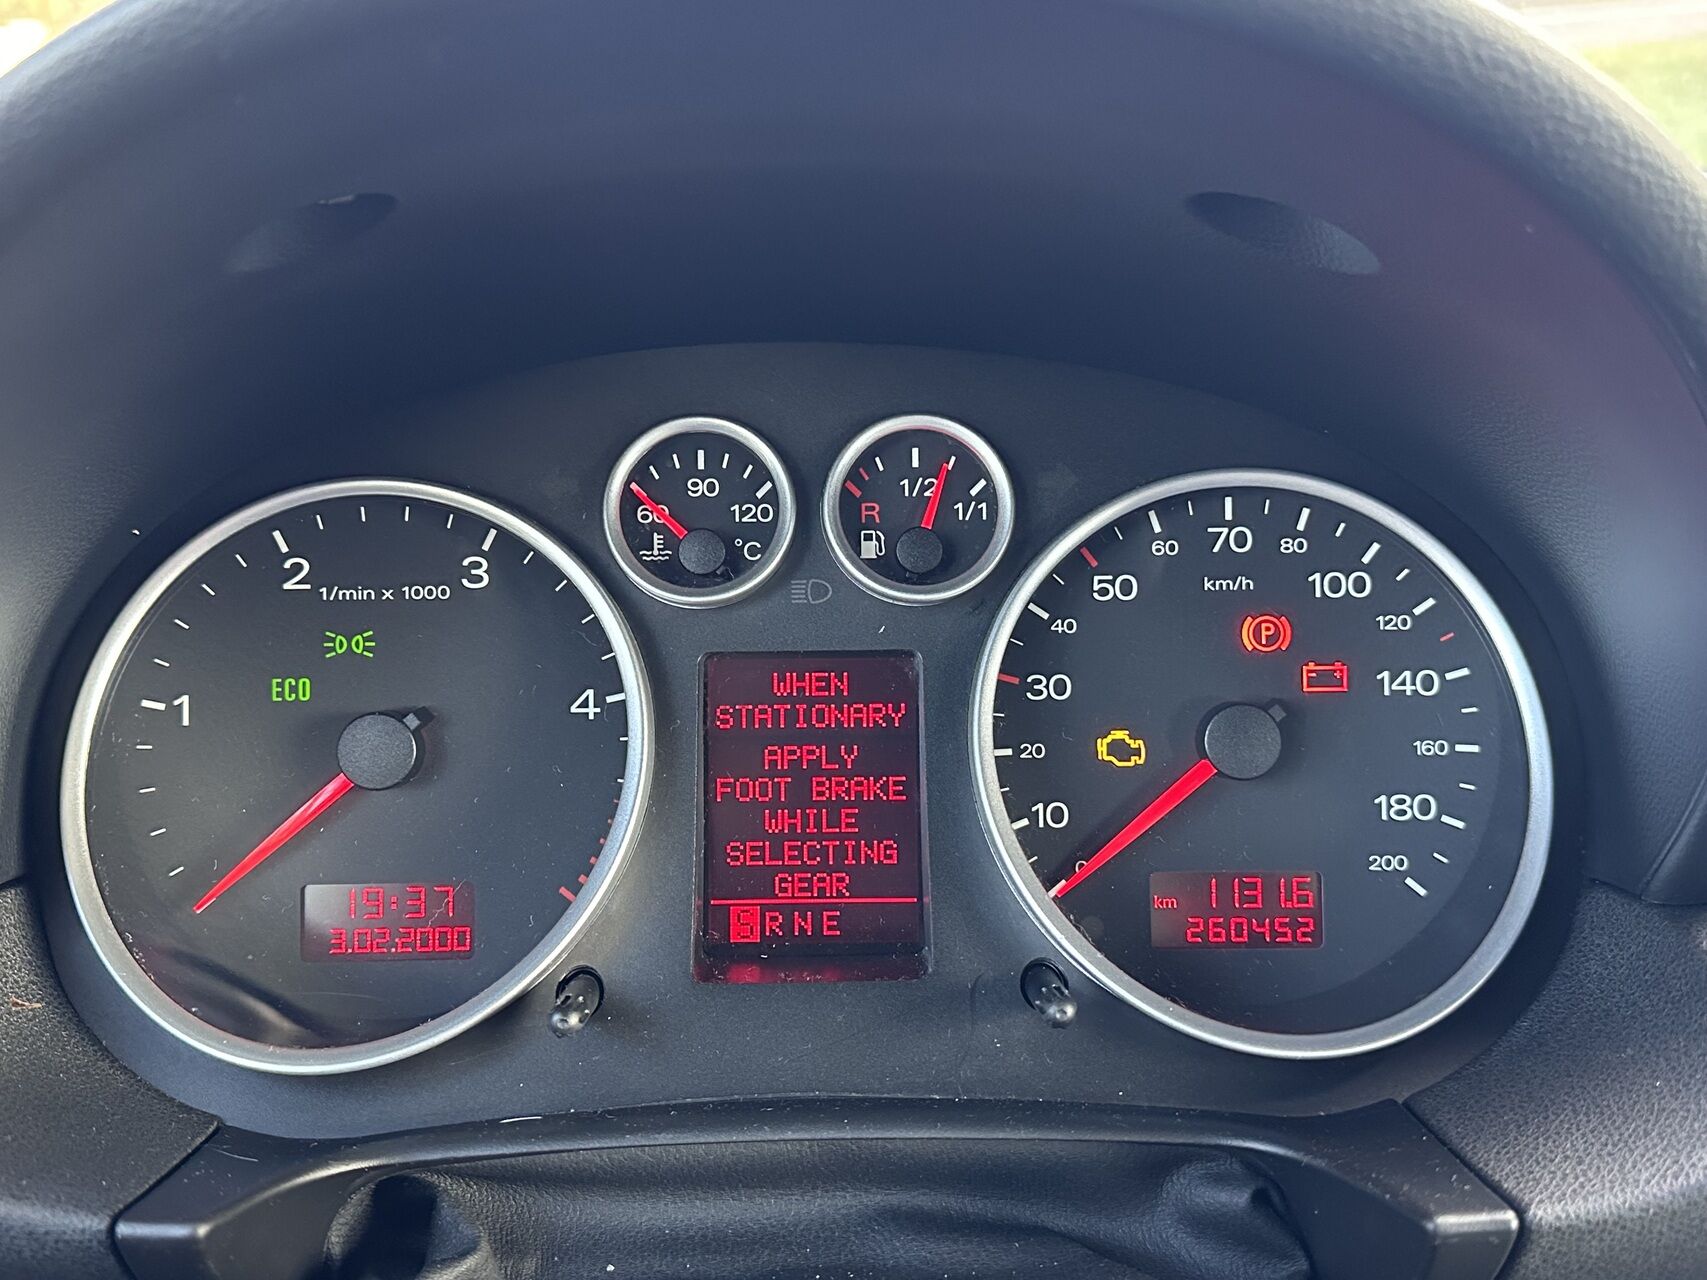 90
60
120
°C
1/2
R
1/1
2
3
1/min x 1000
ECO
1
4
19:37
3.02.2000
WHEN
STATIONARY
APPLY
FOOT BRAKE
WHILE
SELECTING
GEAR
S R N E
60
70
80
50
km/h
100
40
P
120
30
140
20
160
10
180
0
200
km 1131.6
260452